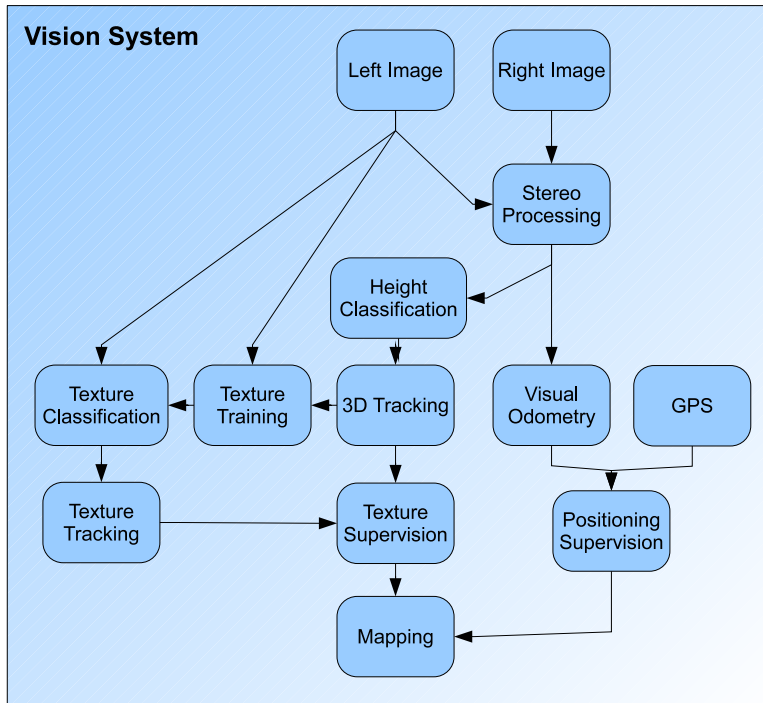 Vision System
Left Image
Right Image
Stereo
Processing
Height
Classification
Texture
Classification
Texture
Training
3D Tracking
Visual
Odometry
GPS
Texture
Tracking
Texture
Supervision
Positioning
Supervision
Mapping